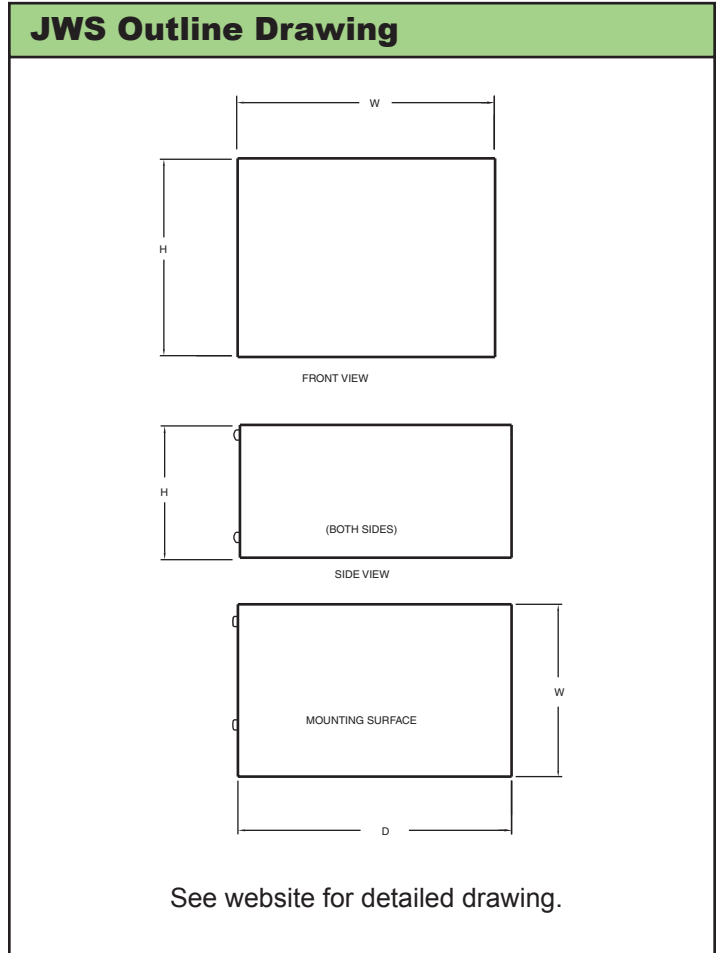 JWS Outline Drawing
W
H
FRONT VIEW
H
(BOTH SIDES)
SIDE VIEW
W
MOUNTING SURFACE
D
See website for detailed drawing.